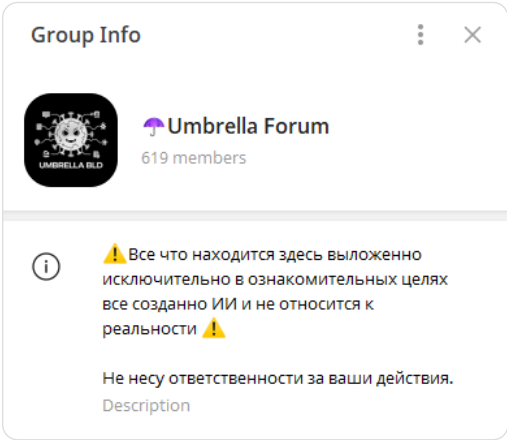 Group Info
UMBRELLA BLD
☂Umbrella Forum
619 members
⚠️Все что находится здесь выложенно
исключительно в ознакомительных целях
все созданно ИИ и не относится к
реальности ⚠️
Не несу ответственности за ваши действия.
Description